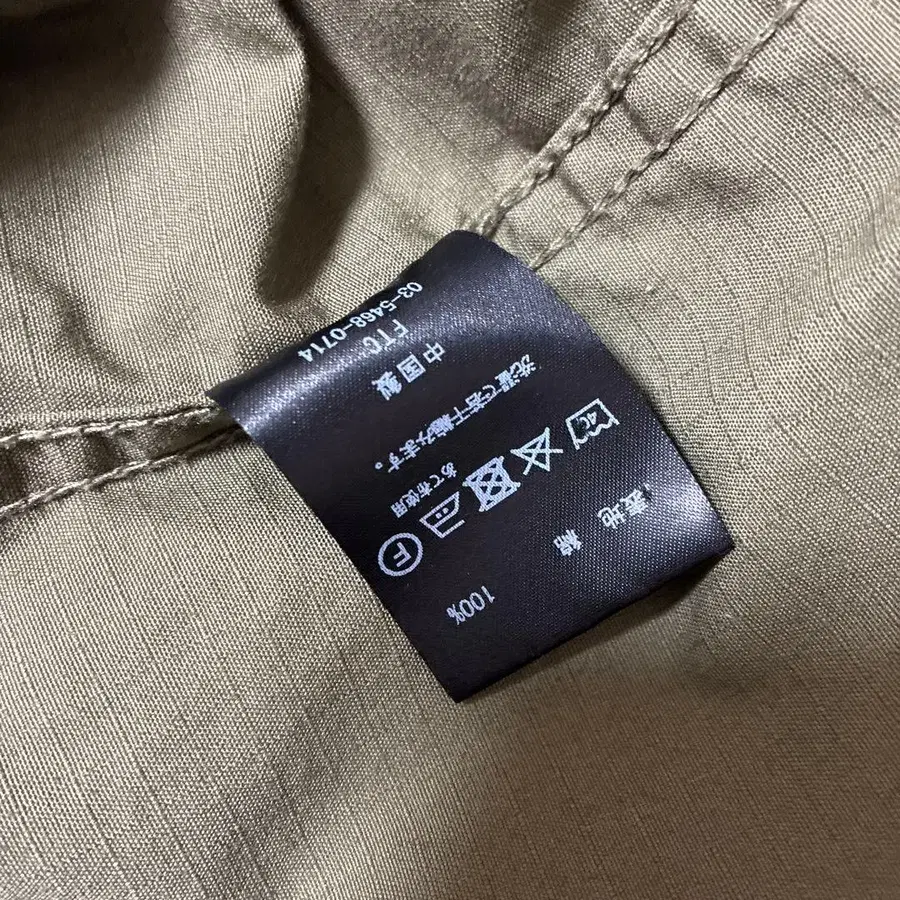 表地 綿 100%
40 F
あて布使用
洗濯で若干縮みます。
中国製
FTC
03-5468-0714